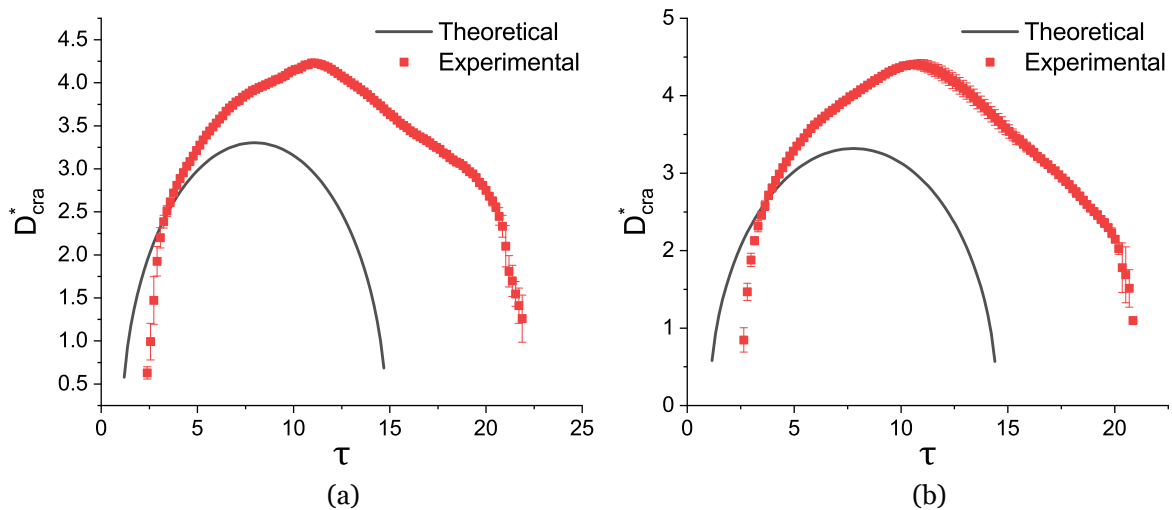 Theoretical
Experimental
4.5
4.0
3.5
3.0
2.5
2.0
1.5
1.0
0.5
D*cra
0 5 10 15 20 25
τ
(a)
Theoretical
Experimental
5
4
3
2
1
0
D*cra
0 5 10 15 20
τ
(b)